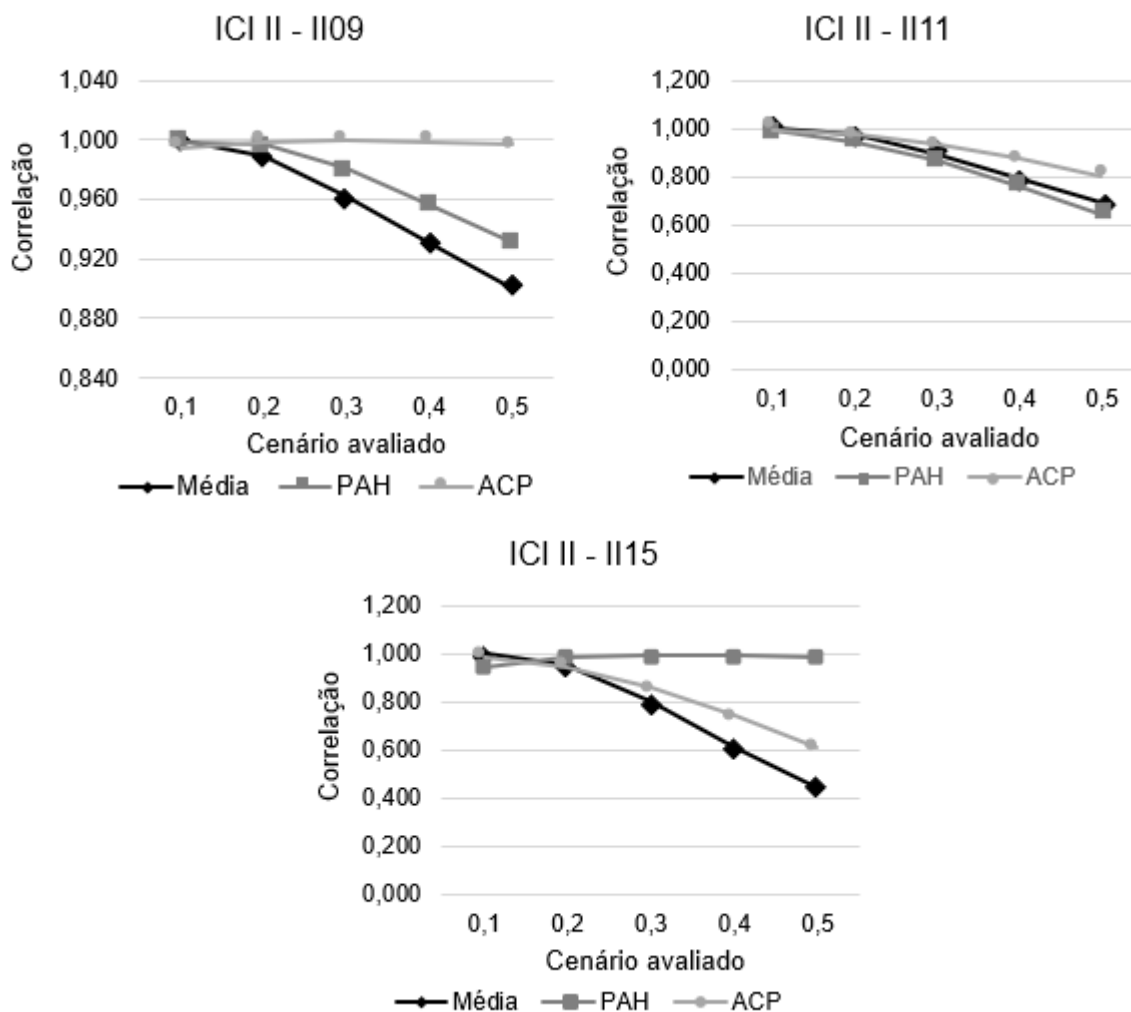 ICI II - II09
1,040
1,000
0,960
0,920
0,880
0,840
Correlação
0,1 0,2 0,3 0,4 0,5
Cenário avaliado
Média PAH ACP
ICI II - II11
1,200
1,000
0,800
0,600
0,400
0,200
0,000
Correlação
0,1 0,2 0,3 0,4 0,5
Cenário avaliado
Média PAH ACP
ICI II - II15
1,200
1,000
0,800
0,600
0,400
0,200
0,000
Correlação
0,1 0,2 0,3 0,4 0,5
Cenário avaliado
Média PAH ACP